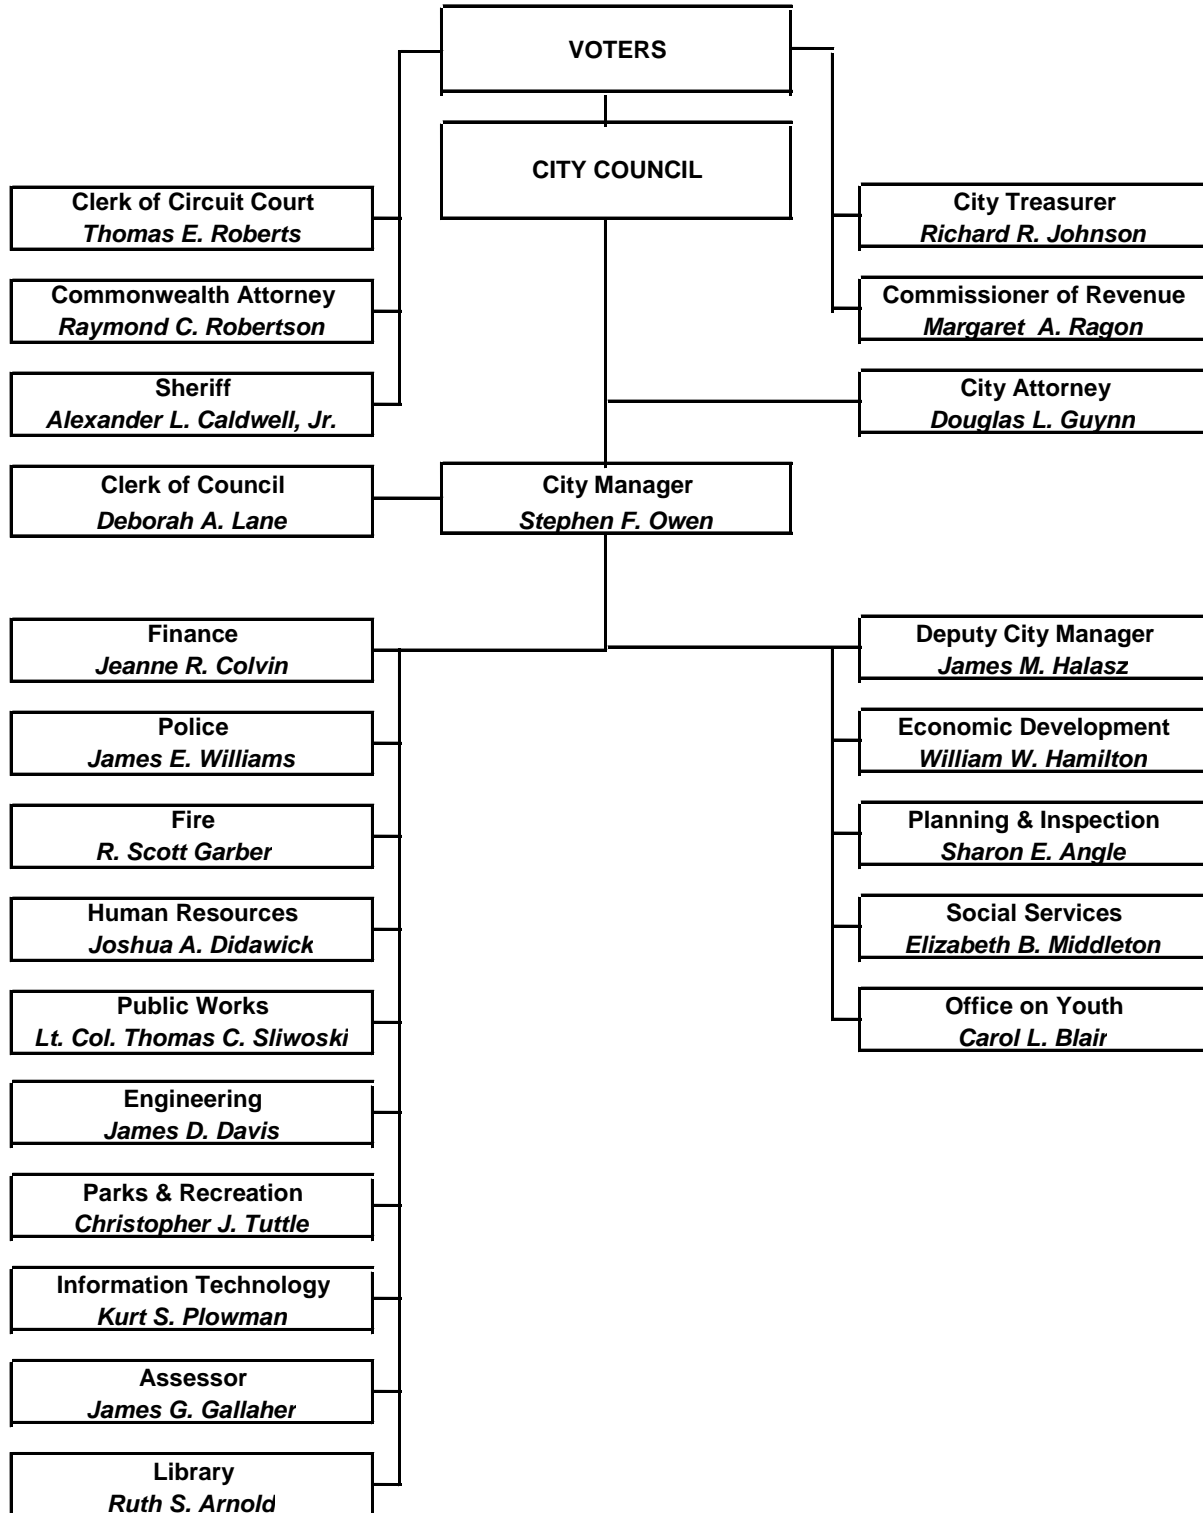 VOTERS
CITY COUNCIL
Clerk of Circuit Court
Thomas E. Roberts
City Treasurer
Richard R. Johnson
Commonwealth Attorney
Raymond C. Robertson
Commissioner of Revenue
Margaret A. Ragon
Sheriff
Alexander L. Caldwell, Jr.
City Attorney
Douglas L. Guynn
Clerk of Council
Deborah A. Lane
City Manager
Stephen F. Owen
Finance
Jeanne R. Colvin
Deputy City Manager
James M. Halasz
Police
James E. Williams
Economic Development
William W. Hamilton
Fire
R. Scott Garber
Planning & Inspection
Sharon E. Angle
Human Resources
Joshua A. Didawick
Social Services
Elizabeth B. Middleton
Public Works
Lt. Col. Thomas C. Sliwoski
Office on Youth
Carol L. Blair
Engineering
James D. Davis
Parks & Recreation
Christopher J. Tuttle
Information Technology
Kurt S. Plowman
Assessor
James G. Gallaher
Library
Ruth S. Arnold